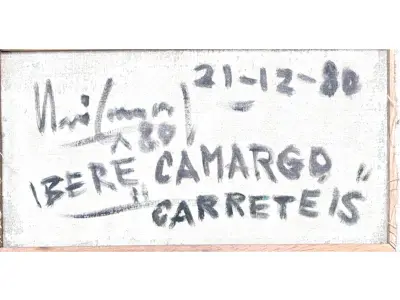 21-12-80
80
IBERÊ CAMARGO
"CARRETEIS"